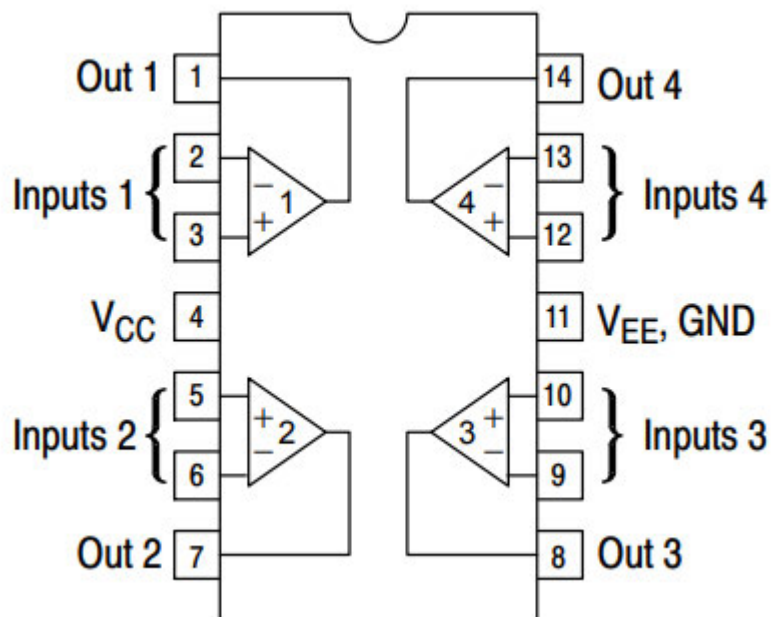 Out 1 1 14 Out 4
2 13
Inputs 1 − 1 − 4 Inputs 4
+ +
3 12
VCC 4 11 VEE, GND
5 10
Inputs 2 + 2 + 3 Inputs 3
− −
6 9
Out 2 7 8 Out 3